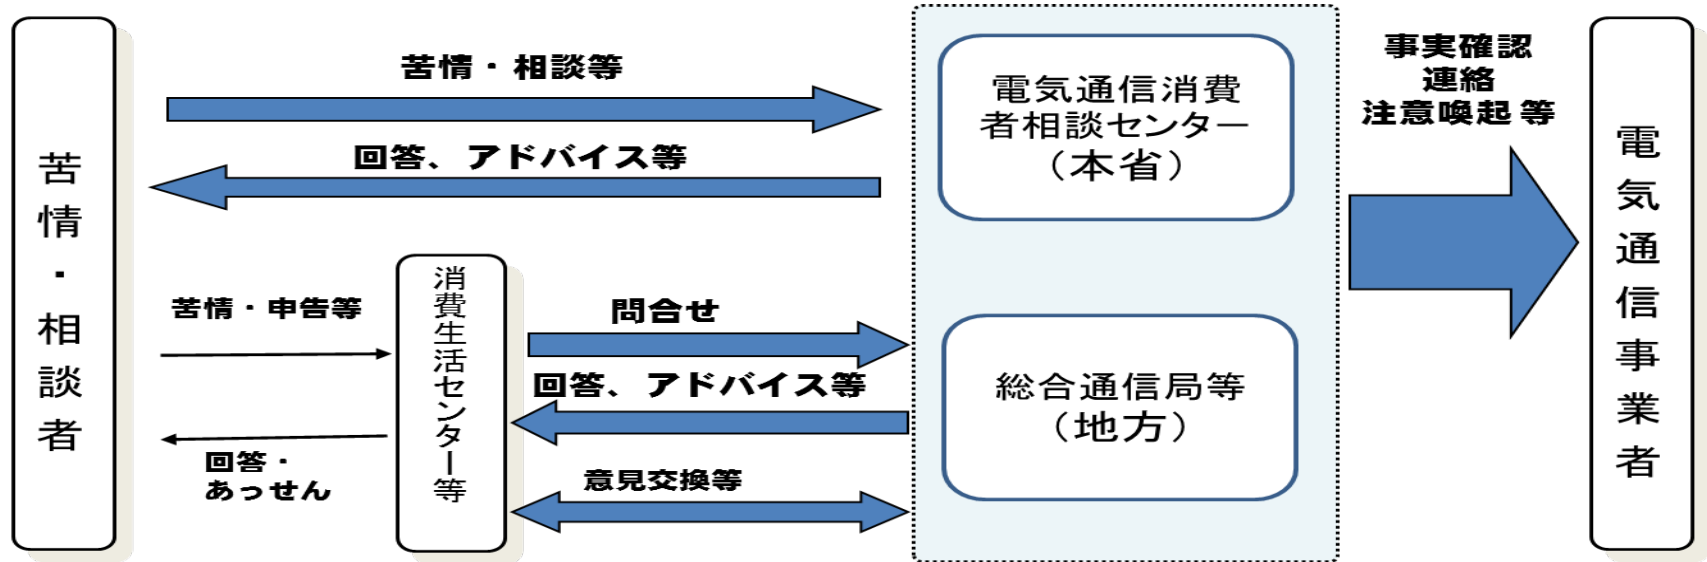 苦情・相談者
苦情・相談等
回答、アドバイス等
苦情・申告等
回答・
あっせん
消費生活センター等
問合せ
回答、アドバイス等
意見交換等
電気通信消費
者相談センター
（本省）
総合通信局等
（地方）
事実確認
連絡
注意喚起等
電気通信事業者